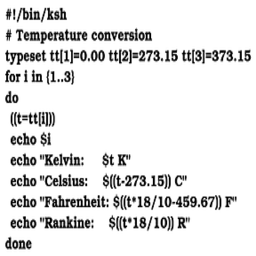 #!/bin/ksh
# Temperature conversion
typeset tt[1]=0.00 tt[2]=273.15 tt[3]=373.15
for i in {1..3}
do
 ((t=tt[i]))
 echo $i
 echo "Kelvin:    $t K"
 echo "Celsius:   $((t-273.15)) C"
 echo "Fahrenheit: $((t*18/10-459.67)) F"
 echo "Rankine:   $((t*18/10)) R"
done